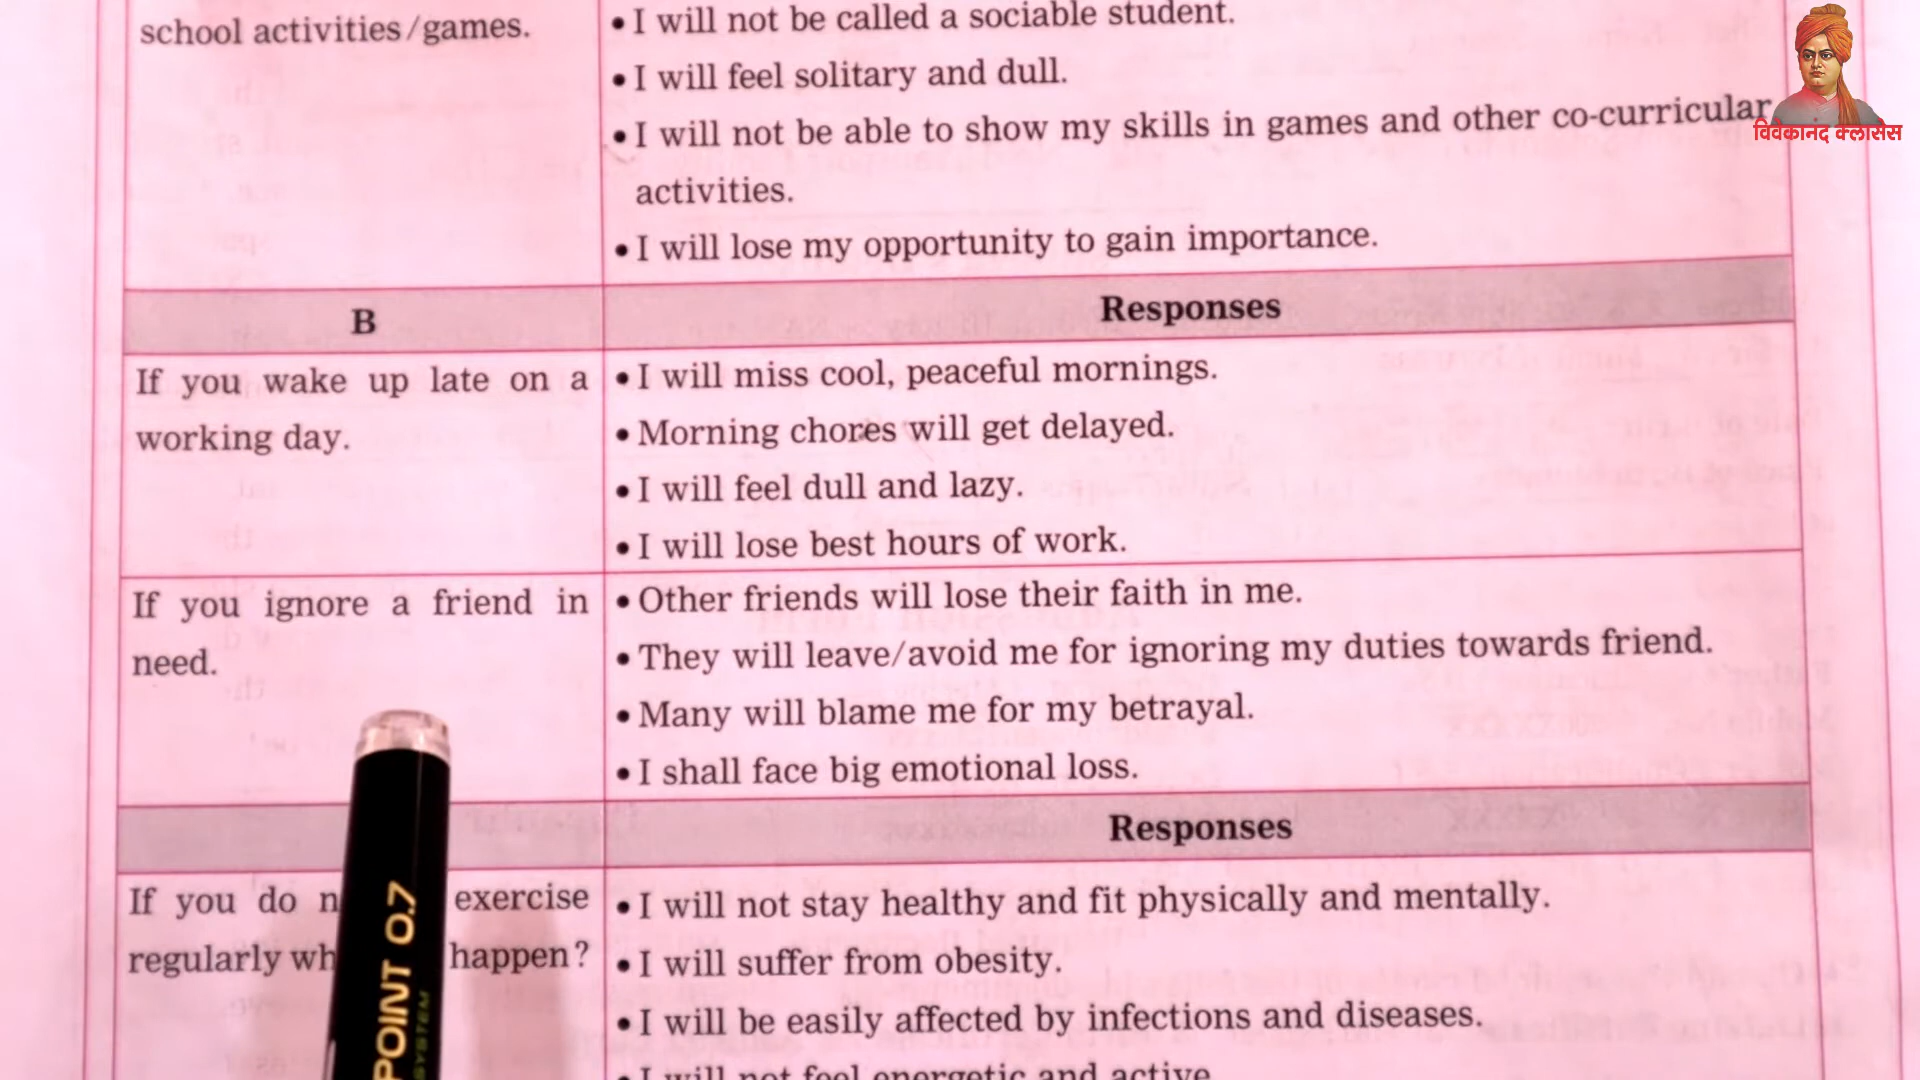 school activities/games.
• I will not be called a sociable student.
• I will feel solitary and dull.
• I will not be able to show my skills in games and other co-curricular
activities.
• I will lose my opportunity to gain importance.
विवेकानंद क्लासेस
B
Responses
If you wake up late on a
working day.
• I will miss cool, peaceful mornings.
• Morning chores will get delayed.
• I will feel dull and lazy.
• I will lose best hours of work.
If you ignore a friend in
need.
• Other friends will lose their faith in me.
• They will leave/avoid me for ignoring my duties towards friend.
• Many will blame me for my betrayal.
• I shall face big emotional loss.
Responses
If you do exercise
regularly happen?
• I will not stay healthy and fit physically and mentally.
• I will suffer from obesity.
• I will be easily affected by infections and diseases.
• I will not feel energetic and active
POINT 0.7
SYSTEM